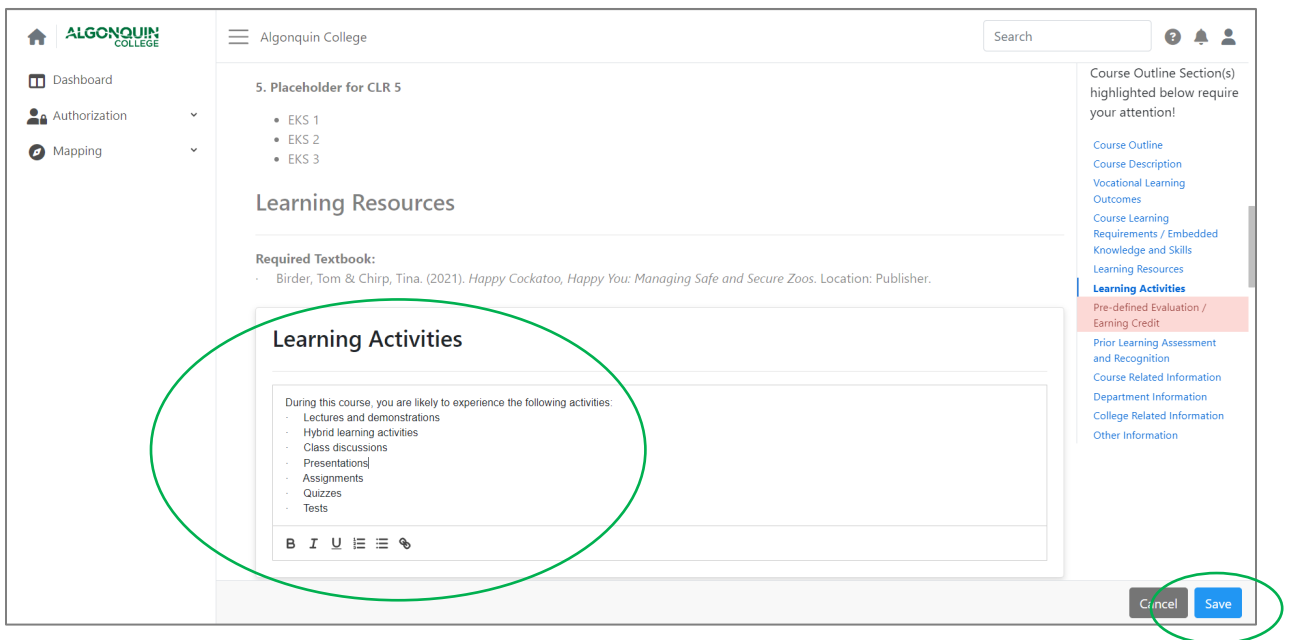 ALGONQUIN
COLLEGE
Algonquin College
Search
Dashboard
Authorization
Mapping
5. Placeholder for CLR 5
• EKS 1
• EKS 2
• EKS 3
Learning Resources
Required Textbook:
· Birder, Tom & Chirp, Tina. (2021). Happy Cockatoo, Happy You: Managing Safe and Secure Zoos. Location: Publisher.
Learning Activities
During this course, you are likely to experience the following activities:
· Lectures and demonstrations
· Hybrid learning activities
· Class discussions
· Presentations
· Assignments
· Quizzes
· Tests
B I U
Course Outline Section(s)
highlighted below require
your attention!
Course Outline
Course Description
Vocational Learning
Outcomes
Course Learning
Requirements / Embedded
Knowledge and Skills
Learning Resources
Learning Activities
Pre-defined Evaluation /
Earning Credit
Prior Learning Assessment
and Recognition
Course Related Information
Department Information
College Related Information
Other Information
Cancel
Save